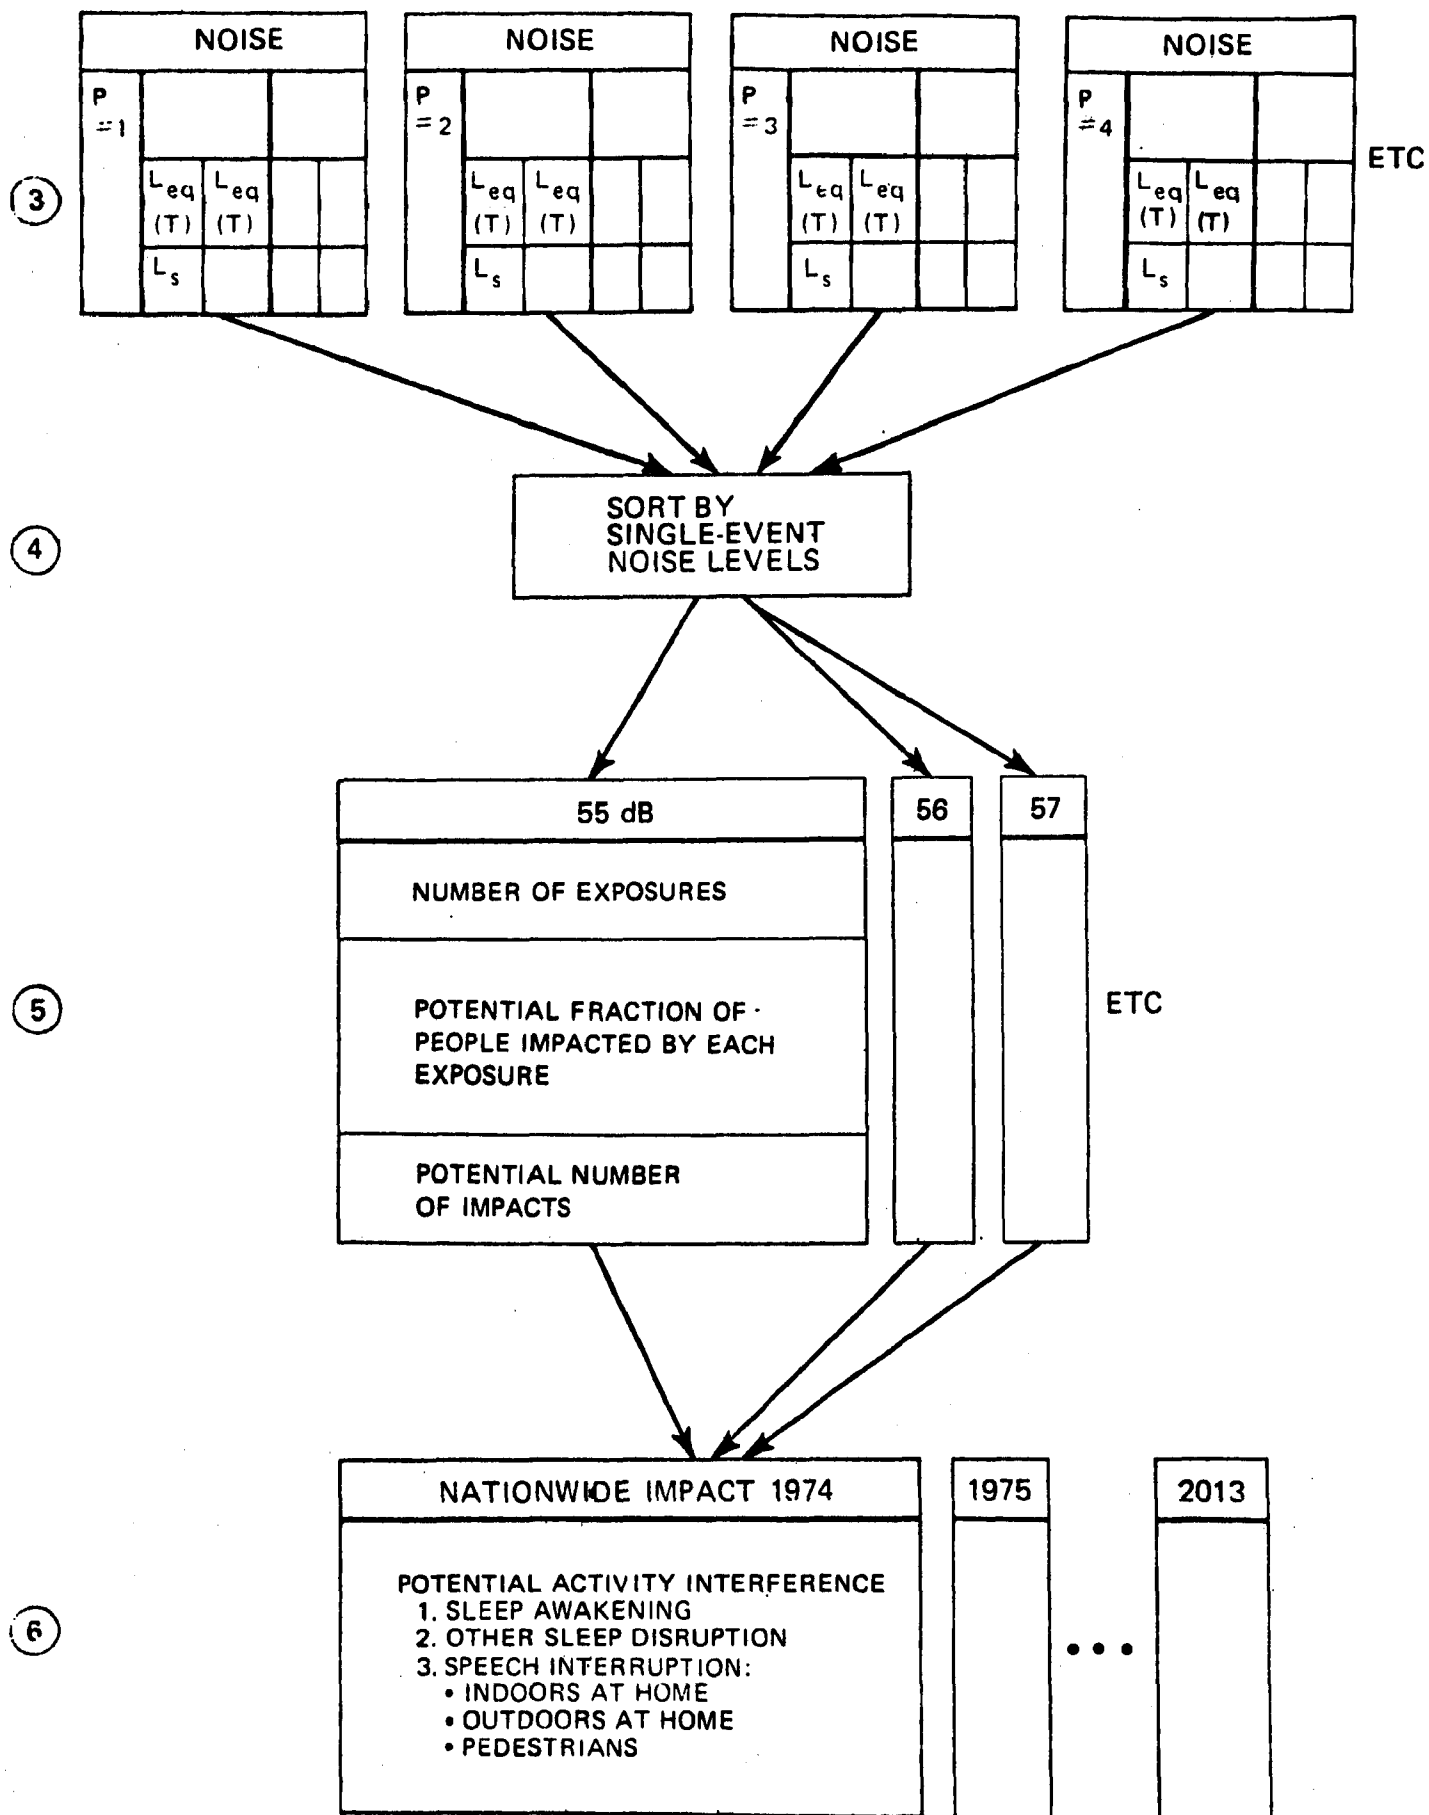 NOISE NOISE NOISE NOISE
P =1 P =2 P =3 P =4
ETC
③
Leq (T) Leq (T) Leq (T) Leq (T) Leq (T) Leq (T) Leq (T) Leq (T)
Ls Ls Ls Ls
④
SORT BY
SINGLE-EVENT
NOISE LEVELS
55 dB 56 57
NUMBER OF EXPOSURES
⑤
POTENTIAL FRACTION OF
PEOPLE IMPACTED BY EACH
EXPOSURE
ETC
POTENTIAL NUMBER
OF IMPACTS
NATIONWIDE IMPACT 1974 1975 2013
⑥
POTENTIAL ACTIVITY INTERFERENCE
1. SLEEP AWAKENING
2. OTHER SLEEP DISRUPTION
3. SPEECH INTERRUPTION:
• INDOORS AT HOME
• OUTDOORS AT HOME
• PEDESTRIANS
• • •